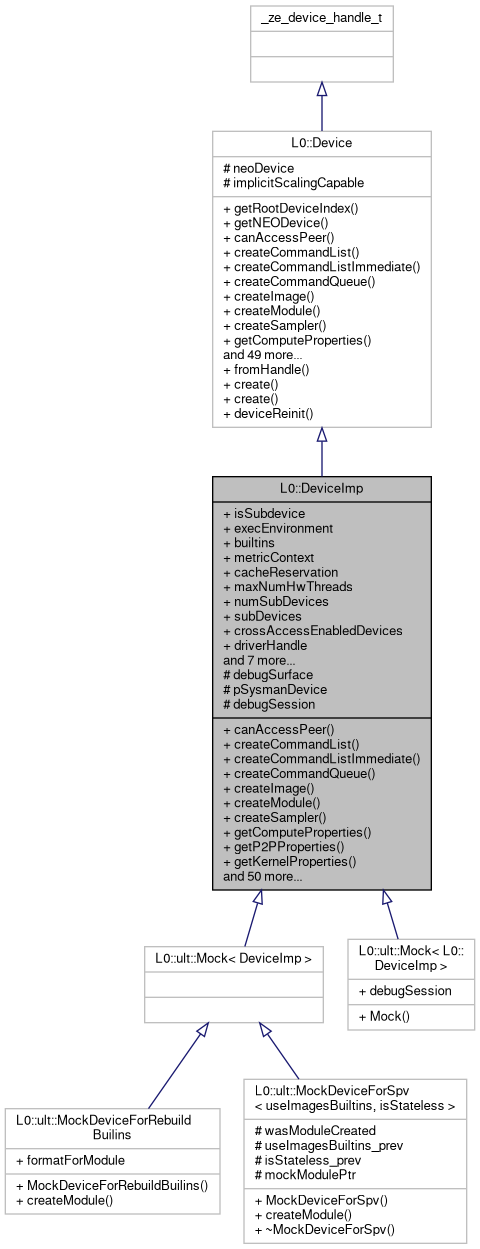 _ze_device_handle_t
L0::Device
# neoDevice
# implicitScalingCapable
+ getRootDeviceIndex()
+ getNEODevice()
+ canAccessPeer()
+ createCommandList()
+ createCommandListImmediate()
+ createCommandQueue()
+ createImage()
+ createModule()
+ createSampler()
+ getComputeProperties()
and 49 more...
+ fromHandle()
+ create()
+ create()
+ deviceReinit()
L0::DeviceImp
+ isSubdevice
+ execEnvironment
+ builtins
+ metricContext
+ cacheReservation
+ maxNumHwThreads
+ numSubDevices
+ subDevices
+ crossAccessEnabledDevices
+ driverHandle
and 7 more...
# debugSurface
# pSysmanDevice
# debugSession
+ canAccessPeer()
+ createCommandList()
+ createCommandListImmediate()
+ createCommandQueue()
+ createImage()
+ createModule()
+ createSampler()
+ getComputeProperties()
+ getP2PProperties()
+ getKernelProperties()
and 50 more...
L0::ult::Mock< DeviceImp >
L0::ult::Mock< L0::
DeviceImp >
+ debugSession
+ Mock()
L0::ult::MockDeviceForRebuild
Builins
+ formatForModule
+ MockDeviceForRebuildBuilins()
+ createModule()
L0::ult::MockDeviceForSpv
< useImagesBuiltins, isStateless >
# wasModuleCreated
# useImagesBuiltins_prev
# isStateless_prev
# mockModulePtr
+ MockDeviceForSpv()
+ createModule()
+ ~MockDeviceForSpv()